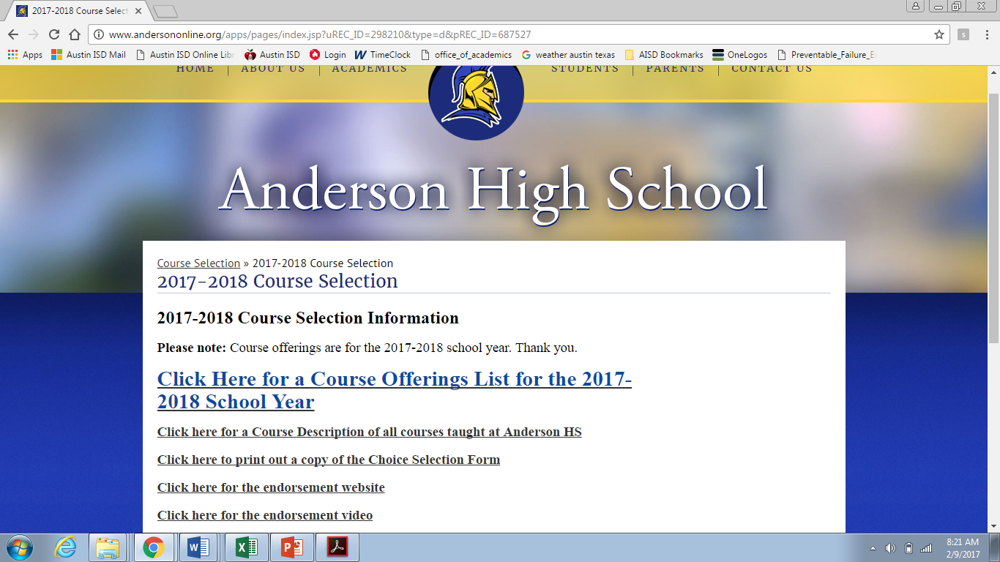 2017-2018 Course Select
www.andersononline.org/apps/pages/index.jsp?uREC_ID=298210&type=d&pREC_ID=687527
s
Apps Austin ISD Mail Austin ISD Online Libr Austin ISD Login TimeClock office_of_academics weather austin texas AISD Bookmarks OneLogos Preventable_Failure_E
HOME ABOUT US ACADEMICS STUDENTS PARENTS CONTACT US
Anderson High School
Course Selection » 2017-2018 Course Selection
2017-2018 Course Selection
2017-2018 Course Selection Information
Please note: Course offerings are for the 2017-2018 school year. Thank you.
Click Here for a Course Offerings List for the 2017-
2018 School Year
Click here for a Course Description of all courses taught at Anderson HS
Click here to print out a copy of the Choice Selection Form
Click here for the endorsement website
Click here for the endorsement video
8:21 AM
2/9/2017